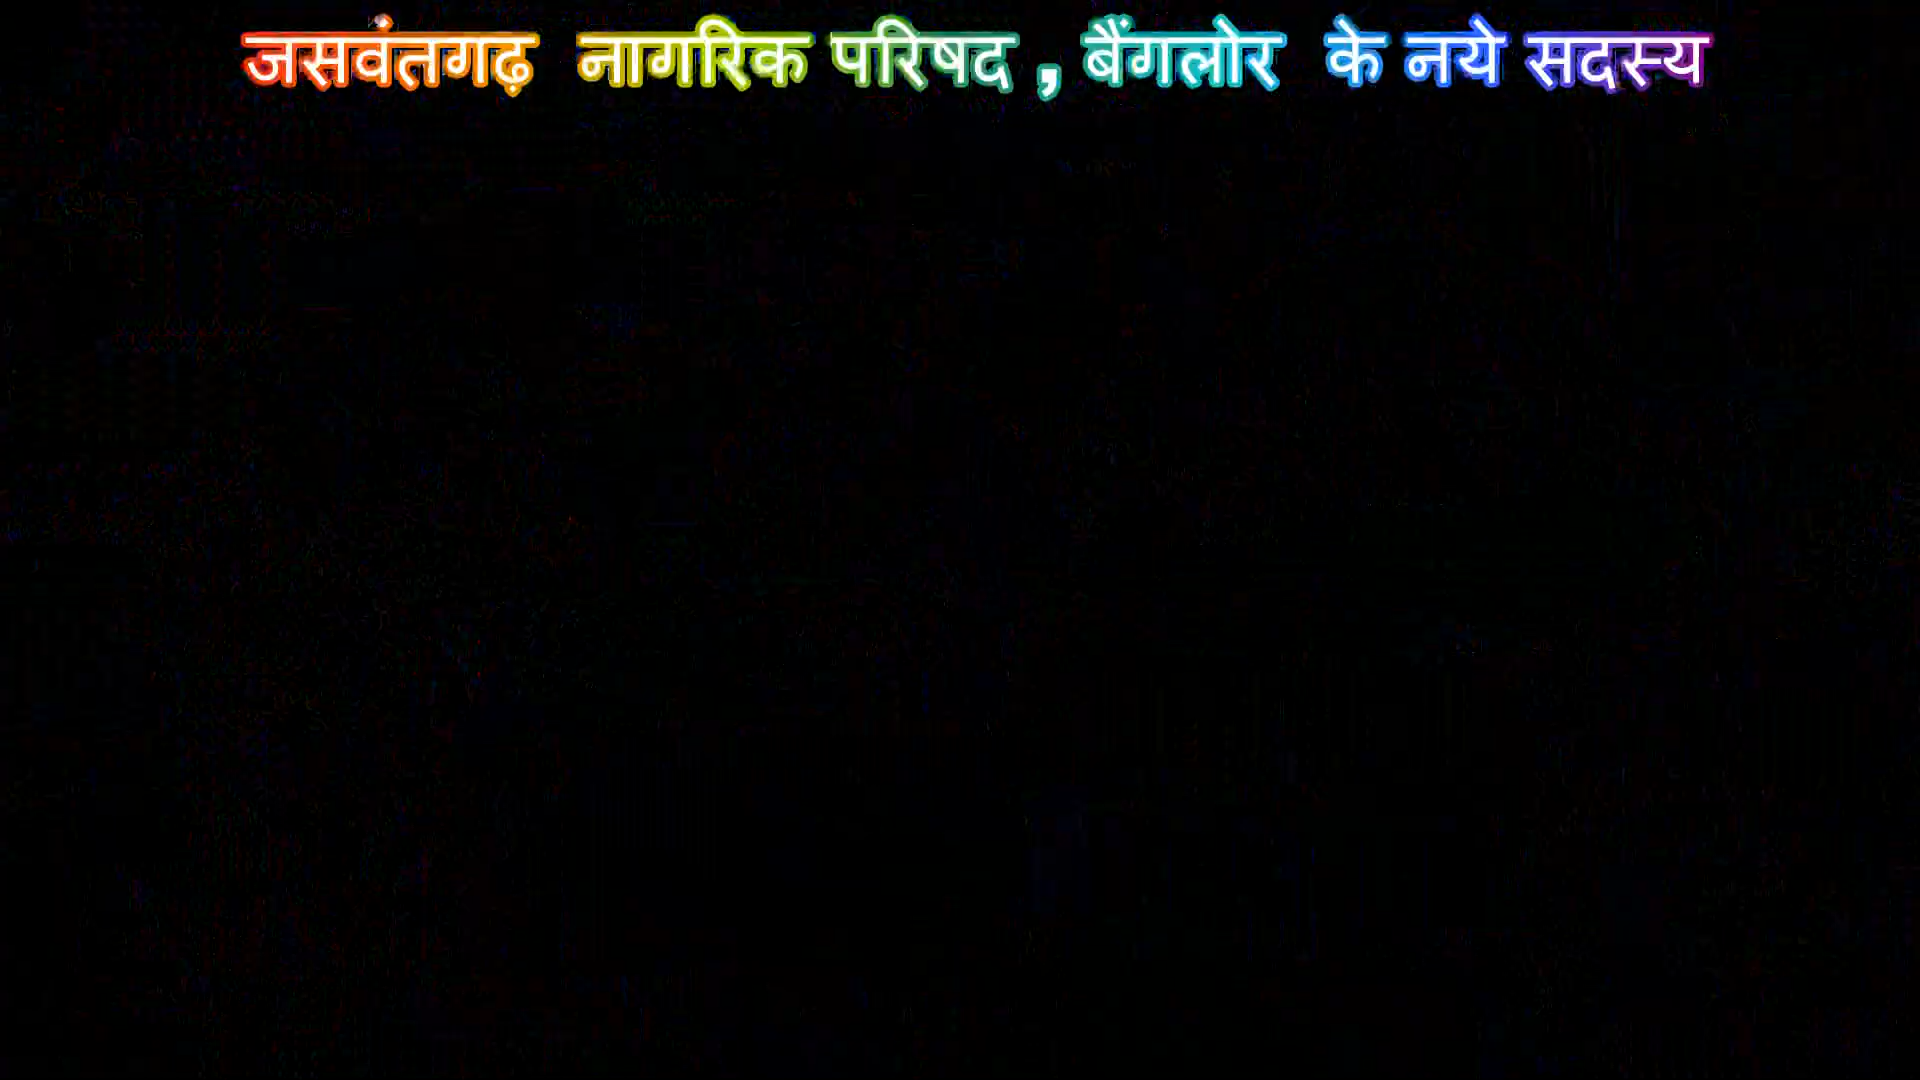 जसवंतगढ़ नागरिक परिषद , बैंगलोर के नये सदस्य